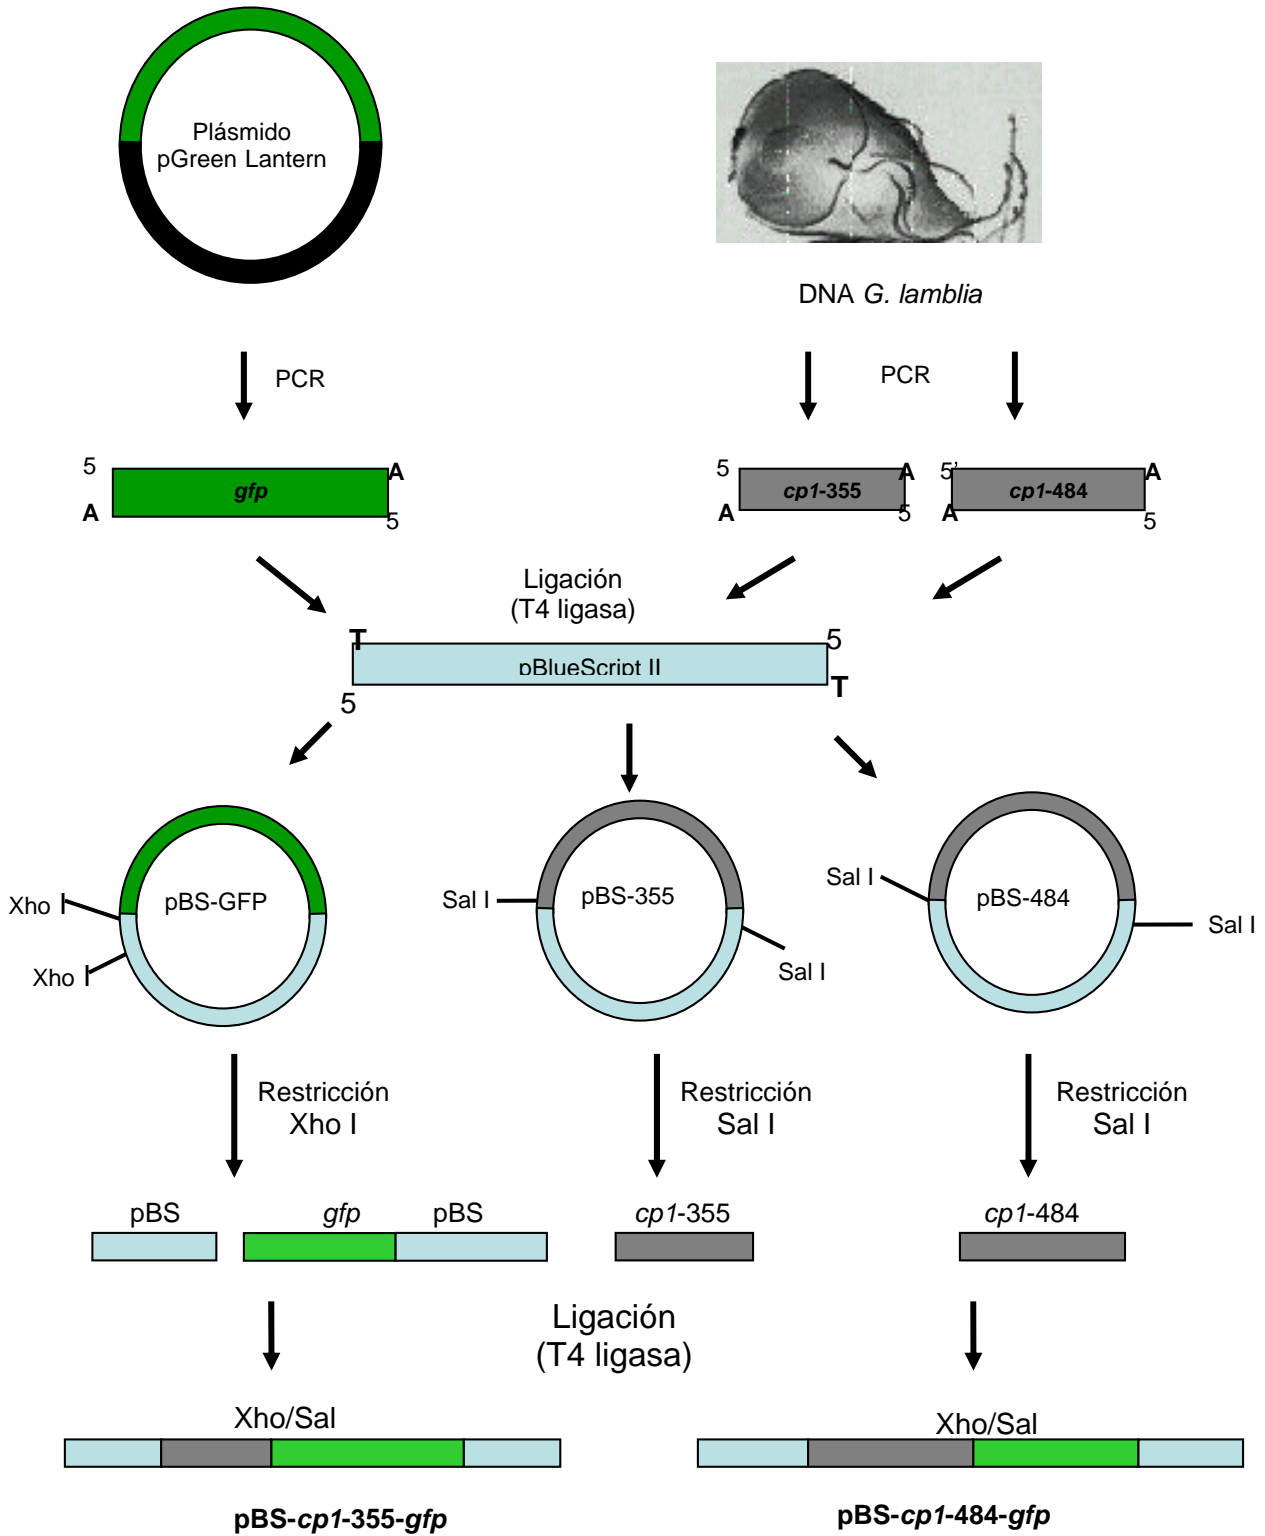 Plásmido
pGreen Lantern
DNA G. lamblia
PCR
PCR
5
A
gfp
A
5
5
A
cp1-355
A
5
5'
A
cp1-484
A
5
Ligación
(T4 ligasa)
T
5
pBlueScript II
5
T
Xho I
pBS-GFP
Xho I
Sal I
pBS-355
Sal I
Sal I
pBS-484
Sal I
Restricción
Xho I
Restricción
Sal I
Restricción
Sal I
pBS
gfp
pBS
cp1-355
cp1-484
Ligación
(T4 ligasa)
Xho/Sal
Xho/Sal
pBS-cp1-355-gfp
pBS-cp1-484-gfp